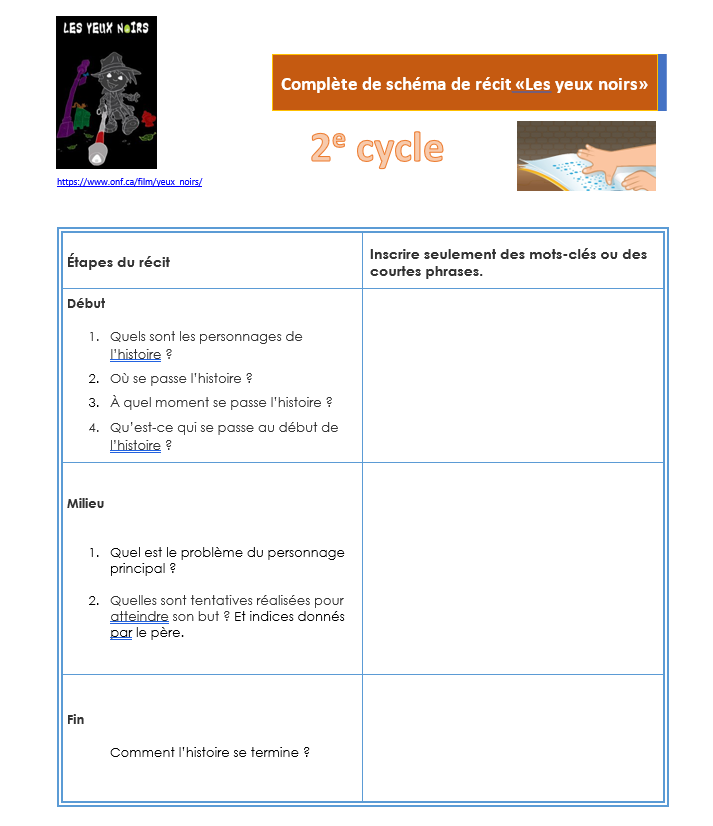 LES YEUX NOIRS
Complète de schéma de récit «Les yeux noirs»
2e cycle
https://www.onf.ca/film/yeux_noirs/
Étapes du récit
Inscrire seulement des mots-clés ou des
courtes phrases.
Début
1. Quels sont les personnages de
l'histoire ?
2. Où se passe l'histoire ?
3. À quel moment se passe l'histoire ?
4. Qu'est-ce qui se passe au début de
l'histoire ?
Milieu
1. Quel est le problème du personnage
principal ?
2. Quelles sont tentatives réalisées pour
atteindre son but ? Et indices donnés
par le père.
Fin
Comment l'histoire se termine ?